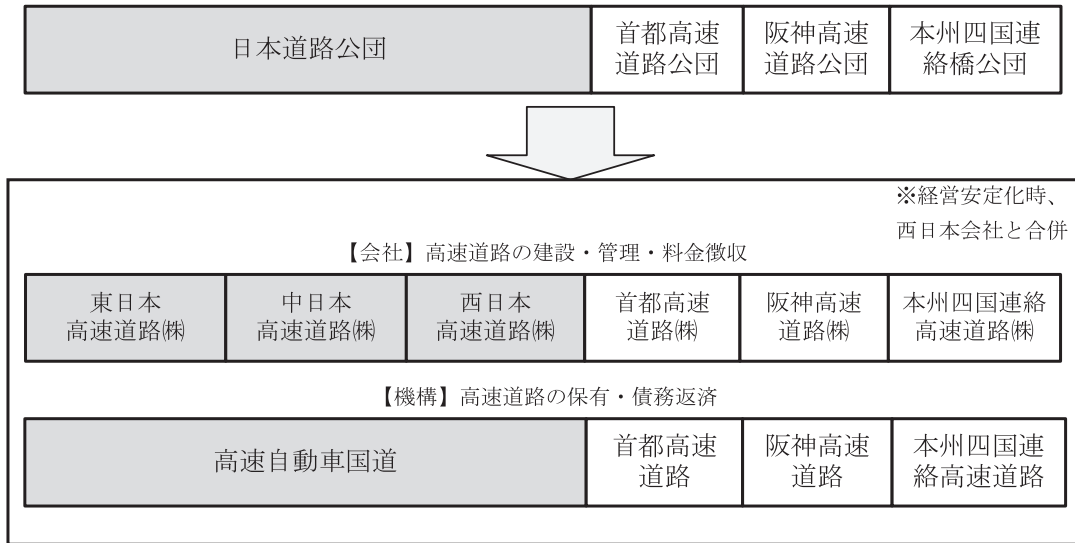 日本道路公団
首都高速
道路公団
阪神高速
道路公団
本州四国連
絡橋公団
※経営安定化時、
西日本会社と合併
【会社】高速道路の建設・管理・料金徴収
東日本
高速道路㈱
中日本
高速道路㈱
西日本
高速道路㈱
首都高速
道路㈱
阪神高速
道路㈱
本州四国連絡
高速道路㈱
【機構】高速道路の保有・債務返済
高速自動車国道
首都高速
道路
阪神高速
道路
本州四国連
絡高速道路